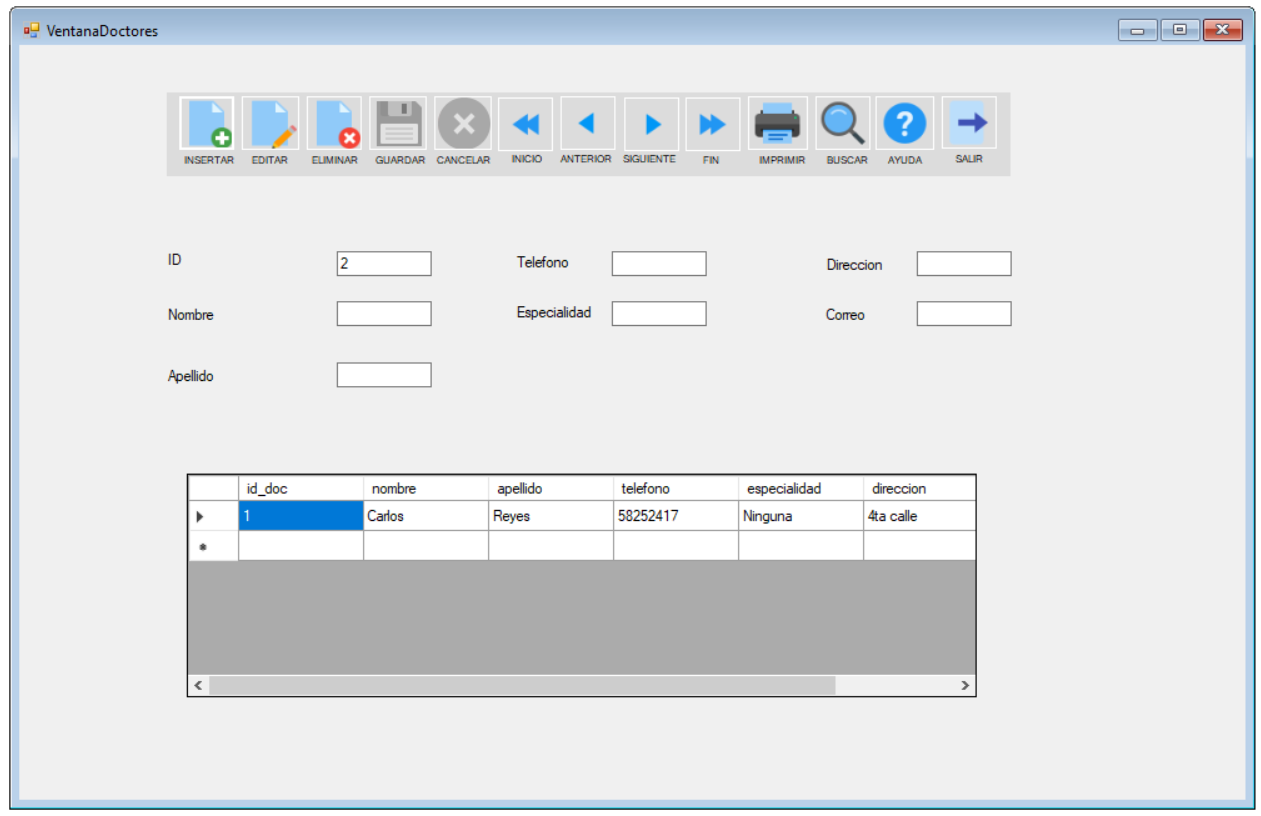 VentanaDoctores
INSERTAR EDITAR ELIMINAR GUARDAR CANCELAR INICIO ANTERIOR SIGUIENTE FIN IMPRIMIR BUSCAR AYUDA SALIR
ID 2 Telefono Direccion
Nombre Especialidad Correo
Apellido
id_doc nombre apellido telefono especialidad direccion
1 Carlos Reyes 58252417 Ninguna 4ta calle